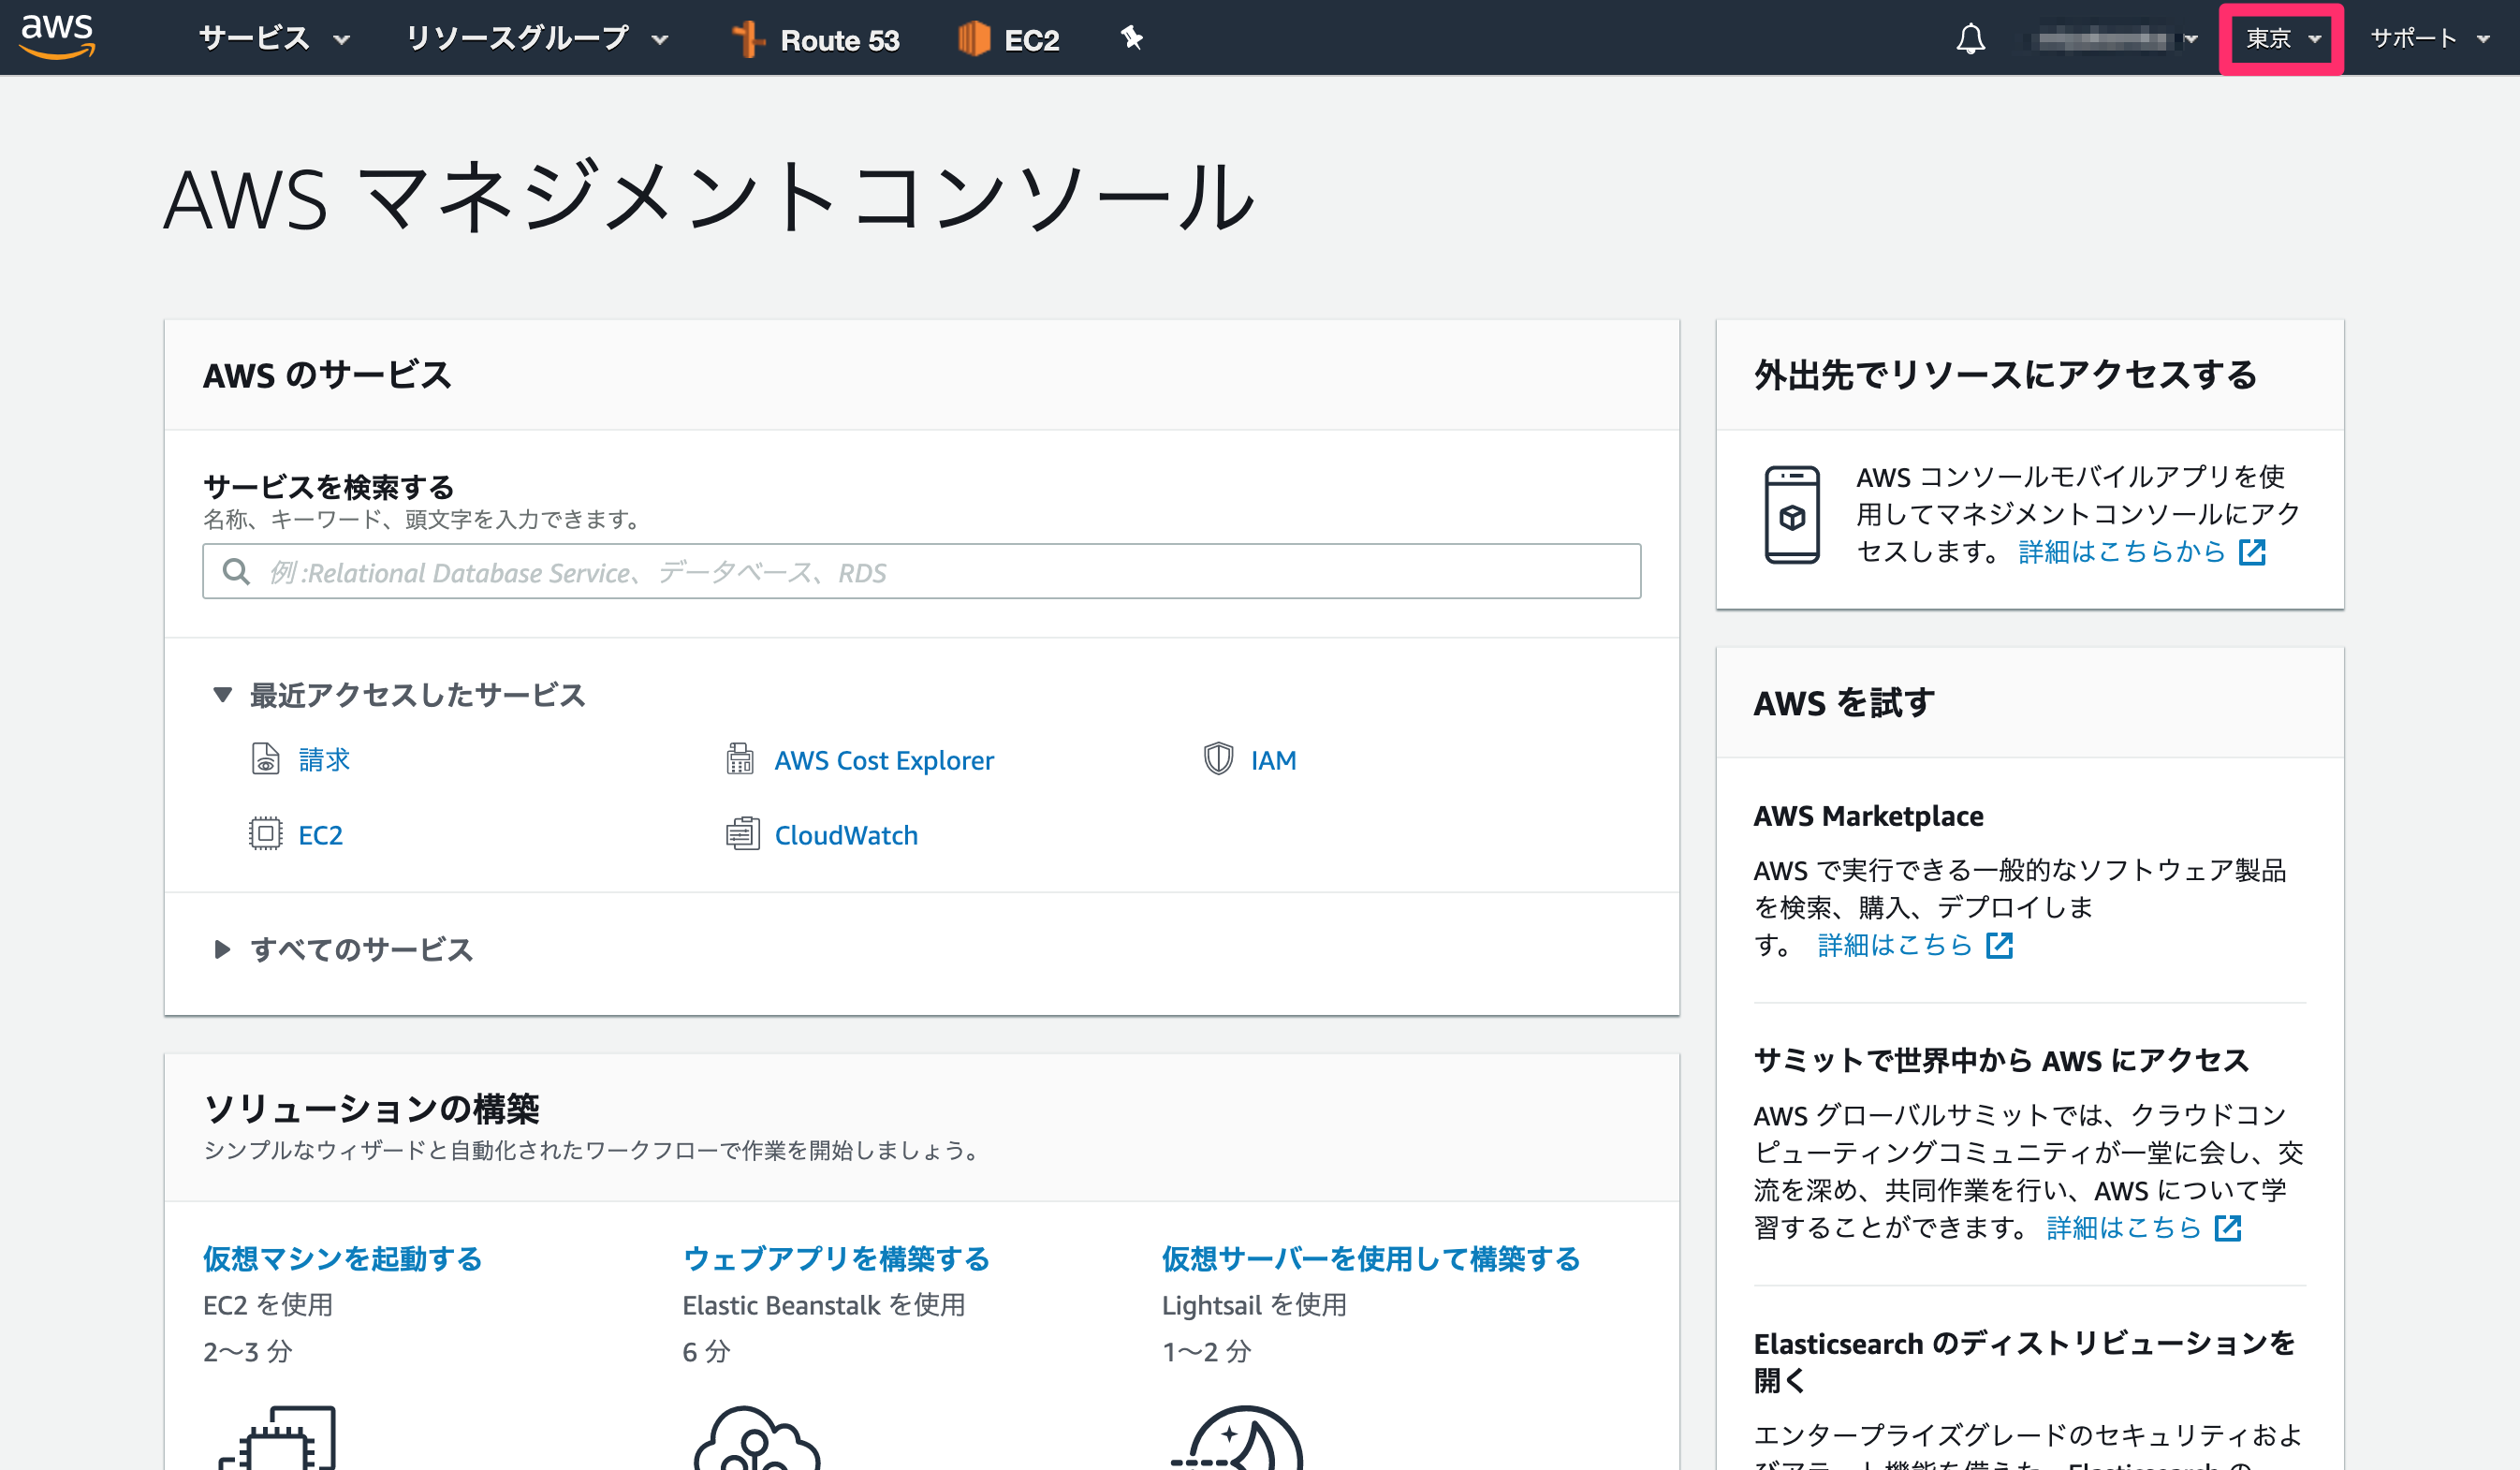 aws サービス リソースグループ Route 53 EC2 東京 サポート
AWS マネジメントコンソール
AWS のサービス
サービスを検索する
名称、キーワード、頭文字を入力できます。
例 :Relational Database Service、データベース、RDS
最近アクセスしたサービス
請求 AWS Cost Explorer IAM
EC2 CloudWatch
すべてのサービス
ソリューションの構築
シンプルなウィザードと自動化されたワークフローで作業を開始しましょう。
仮想マシンを起動する
EC2 を使用
2〜3 分
ウェブアプリを構築する
Elastic Beanstalk を使用
6 分
仮想サーバーを使用して構築する
Lightsail を使用
1〜2 分
外出先でリソースにアクセスする
AWS コンソールモバイルアプリを使
用してマネジメントコンソールにアク
セスします。 詳細はこちらから
AWS を試す
AWS Marketplace
AWS で実行できる一般的なソフトウェア製品
を検索、購入、デプロイしま
す。 詳細はこちら
サミットで世界中から AWS にアクセス
AWS グローバルサミットでは、クラウドコン
ピューティングコミュニティが一堂に会し、交
流を深め、共同作業を行い、AWS について学
習することができます。 詳細はこちら
Elasticsearch のディストリビューションを
開く
エンタープライズグレードのセキュリティおよ
びアラート機能を備えた、Elasticsearch の